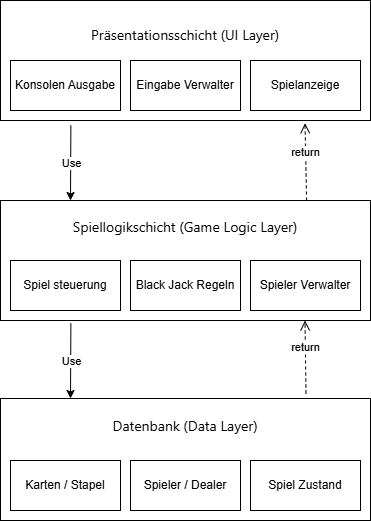 Präsentationsschicht (UI Layer)
Konsolen Ausgabe
Eingabe Verwalter
Spielanzeige
Use
return
Spiellogikschicht (Game Logic Layer)
Spiel steuerung
Black Jack Regeln
Spieler Verwalter
Use
return
Datenbank (Data Layer)
Karten / Stapel
Spieler / Dealer
Spiel Zustand